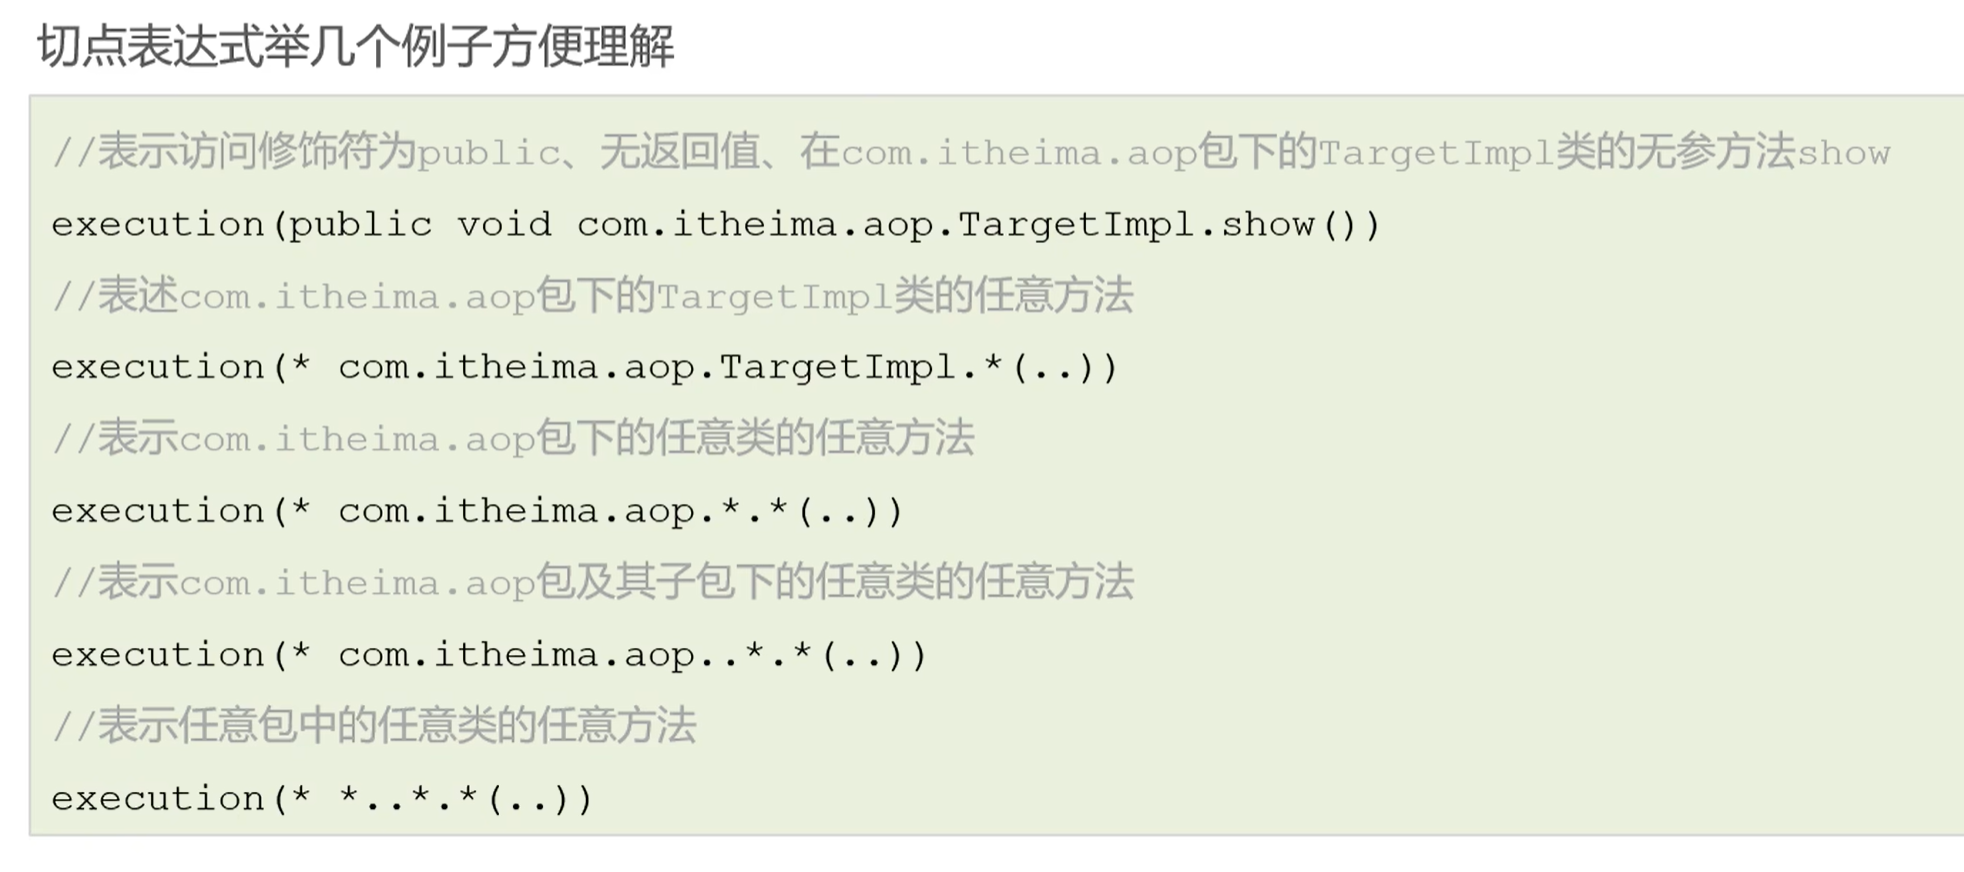 切点表达式举几个例子方便理解
//表示访问修饰符为public、无返回值、在com.itheima.aop包下的TargetImpl类的无参方法show
execution(public void com.itheima.aop.TargetImpl.show())
//表述com.itheima.aop包下的TargetImpl类的任意方法
execution(* com.itheima.aop.TargetImpl.*(..))
//表示com.itheima.aop包下的任意类的任意方法
execution(* com.itheima.aop.*.*(..))
//表示com.itheima.aop包及其子包下的任意类的任意方法
execution(* com.itheima.aop..*.*(..))
//表示任意包中的任意类的任意方法
execution(* *..*.*(..))